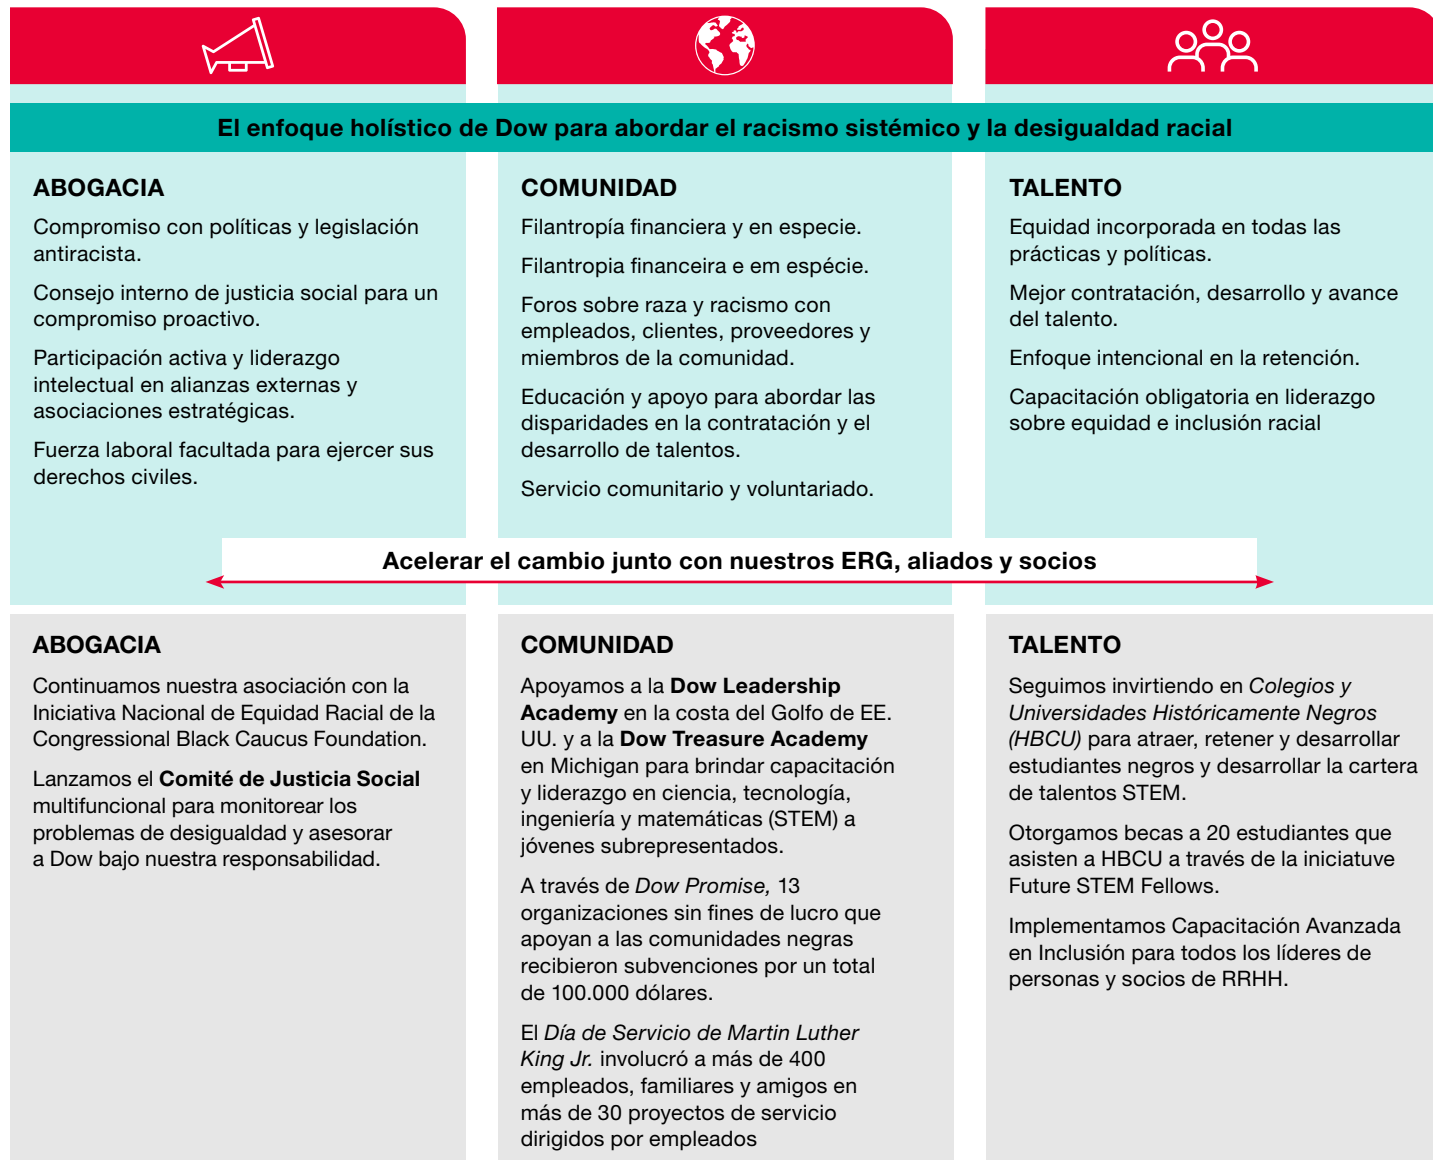 El enfoque holístico de Dow para abordar el racismo sistémico y la desigualdad racial
ABOGACIA
Compromiso con políticas y legislación
antiracista.
Consejo interno de justicia social para un
compromiso proactivo.
Participación activa y liderazgo
intelectual en alianzas externas y
asociaciones estratégicas.
Fuerza laboral facultada para ejercer sus
derechos civiles.
COMUNIDAD
Filantropía financiera y en especie.
Filantropia financeira e em espécie.
Foros sobre raza y racismo con
empleados, clientes, proveedores y
miembros de la comunidad.
Educación y apoyo para abordar las
disparidades en la contratación y el
desarrollo de talentos.
Servicio comunitario y voluntariado.
TALENTO
Equidad incorporada en todas las
prácticas y políticas.
Mejor contratación, desarrollo y avance
del talento.
Enfoque intencional en la retención.
Capacitación obligatoria en liderazgo
sobre equidad e inclusión racial
Acelerar el cambio junto con nuestros ERG, aliados y socios
ABOGACIA
Continuamos nuestra asociación con la
Iniciativa Nacional de Equidad Racial de la
Congressional Black Caucus Foundation.
Lanzamos el Comité de Justicia Social
multifuncional para monitorear los
problemas de desigualdad y asesorar
a Dow bajo nuestra responsabilidad.
COMUNIDAD
Apoyamos a la Dow Leadership
Academy en la costa del Golfo de EE.
UU. y a la Dow Treasure Academy
en Michigan para brindar capacitación
y liderazgo en ciencia, tecnología,
ingeniería y matemáticas (STEM) a
jóvenes subrepresentados.
A través de Dow Promise, 13
organizaciones sin fines de lucro que
apoyan a las comunidades negras
recibieron subvenciones por un total
de 100.000 dólares.
El Día de Servicio de Martin Luther
King Jr. involucró a más de 400
empleados, familiares y amigos en
más de 30 proyectos de servicio
dirigidos por empleados
TALENTO
Seguimos invirtiendo en Colegios y
Universidades Históricamente Negros
(HBCU) para atraer, retener y desarrollar
estudiantes negros y desarrollar la cartera
de talentos STEM.
Otorgamos becas a 20 estudiantes que
asisten a HBCU a través de la iniciatuve
Future STEM Fellows.
Implementamos Capacitación Avanzada
en Inclusión para todos los líderes de
personas y socios de RRHH.